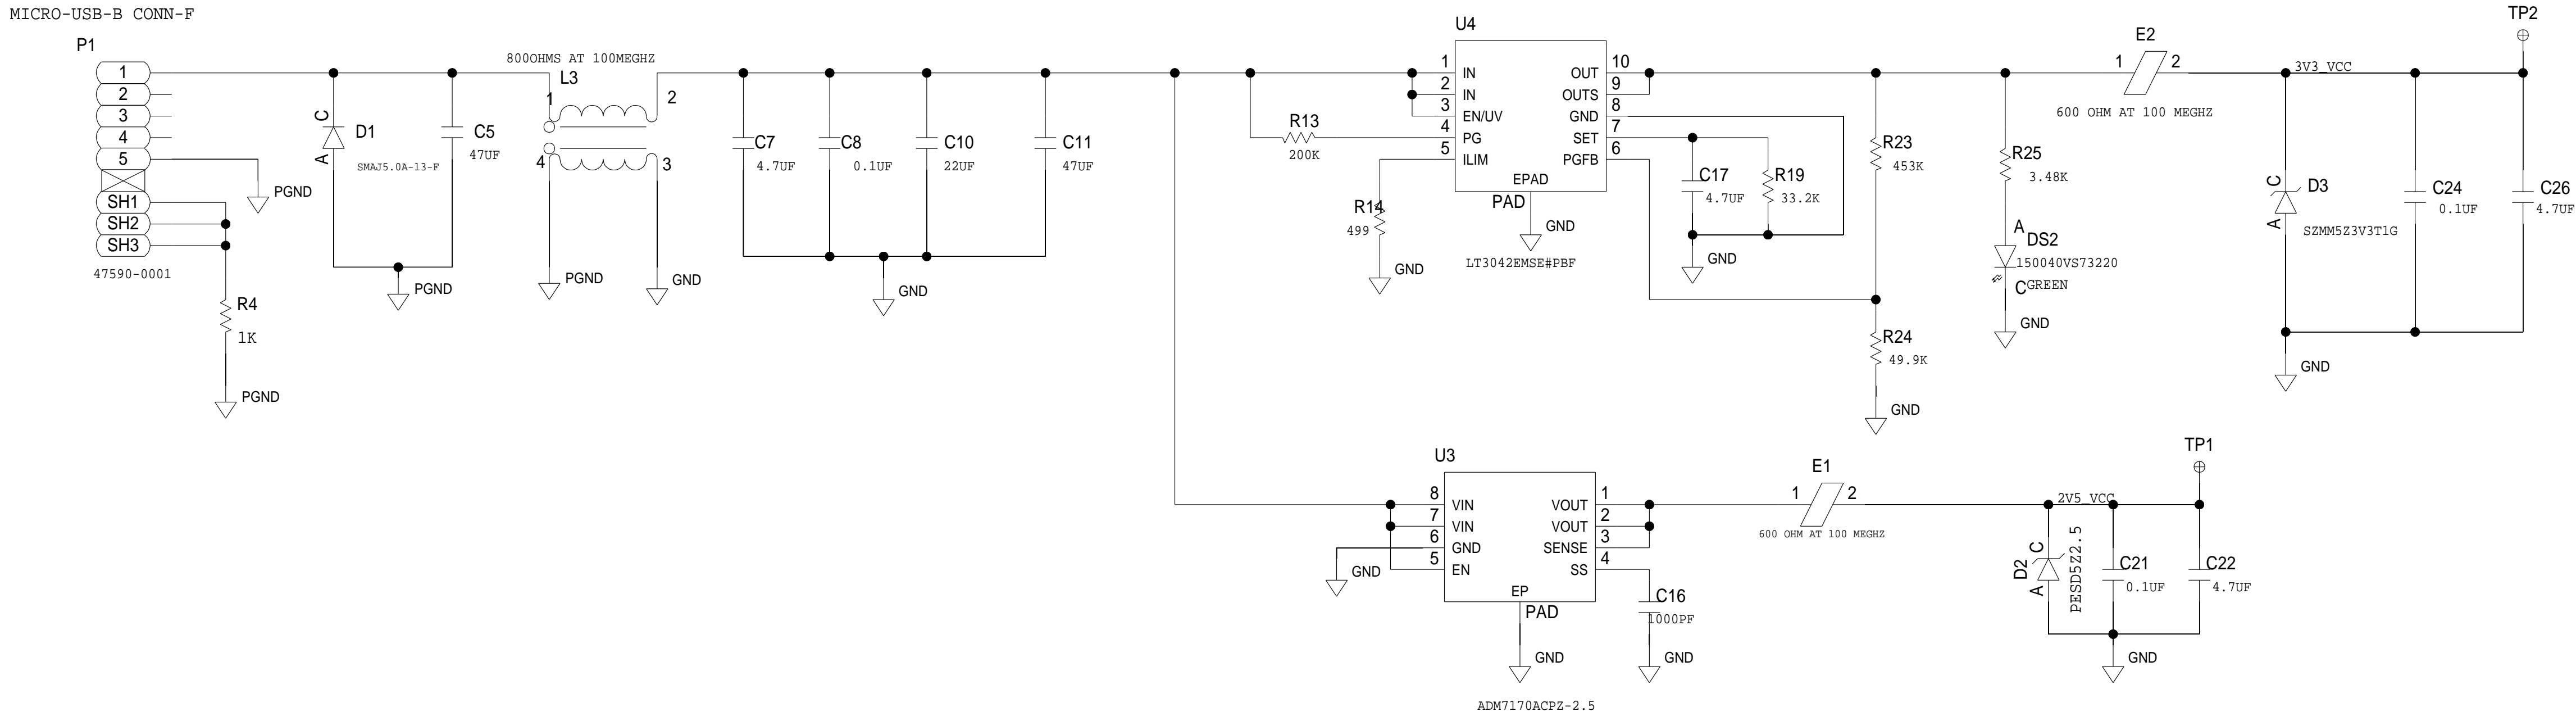 MICRO-USB-B CONN-F
P1
1
2
3
4
5
SH1
SH2
SH3
47590-0001
PGND
R4
1K
PGND
C
D1
A
SMAJ5.0A-13-F
C5
47UF
PGND
800OHMS AT 100MEGHZ
L3
1
2
4
3
PGND
GND
C7
4.7UF
C8
0.1UF
C10
22UF
C11
47UF
GND
R13
200K
R14
499
GND
U4
1 IN OUT 10
2 IN OUTS 9
3 EN/UV GND 8
4 PG SET 7
5 ILIM PGFB 6
EPAD
PAD
GND
LT3042EMSE#PBF
C17
4.7UF
R19
33.2K
GND
R23
453K
R24
49.9K
GND
R25
3.48K
A
DS2
150040VS73220
C GREEN
GND
E2
1 2
600 OHM AT 100 MEGHZ
3V3_VCC
TP2
C
D3
A
SZMM5Z3V3T1G
C24
0.1UF
C26
4.7UF
GND
U3
8 VIN VOUT 1
7 VIN VOUT 2
6 GND SENSE 3
5 EN SS 4
EP
PAD
GND
GND
ADM7170ACPZ-2.5
C16
1000PF
GND
E1
1 2
600 OHM AT 100 MEGHZ
2V5_VCC
TP1
C
D2
A
PESD5Z2.5
C21
0.1UF
C22
4.7UF
GND